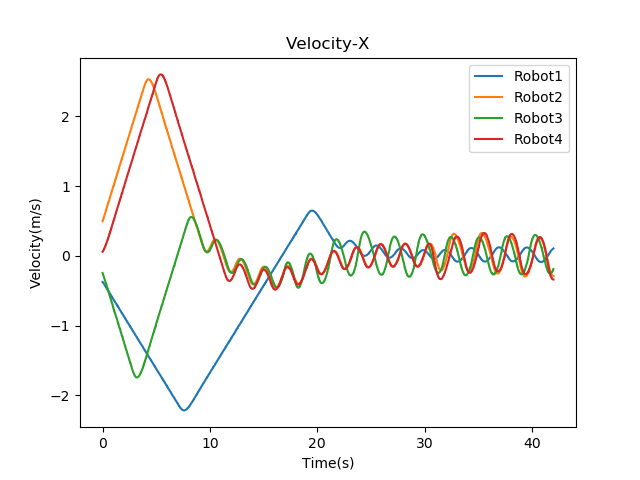 Velocity-X
Robot1
Robot2
Robot3
Robot4
Velocity(m/s)
2
1
0
−1
−2
0 10 20 30 40
Time(s)